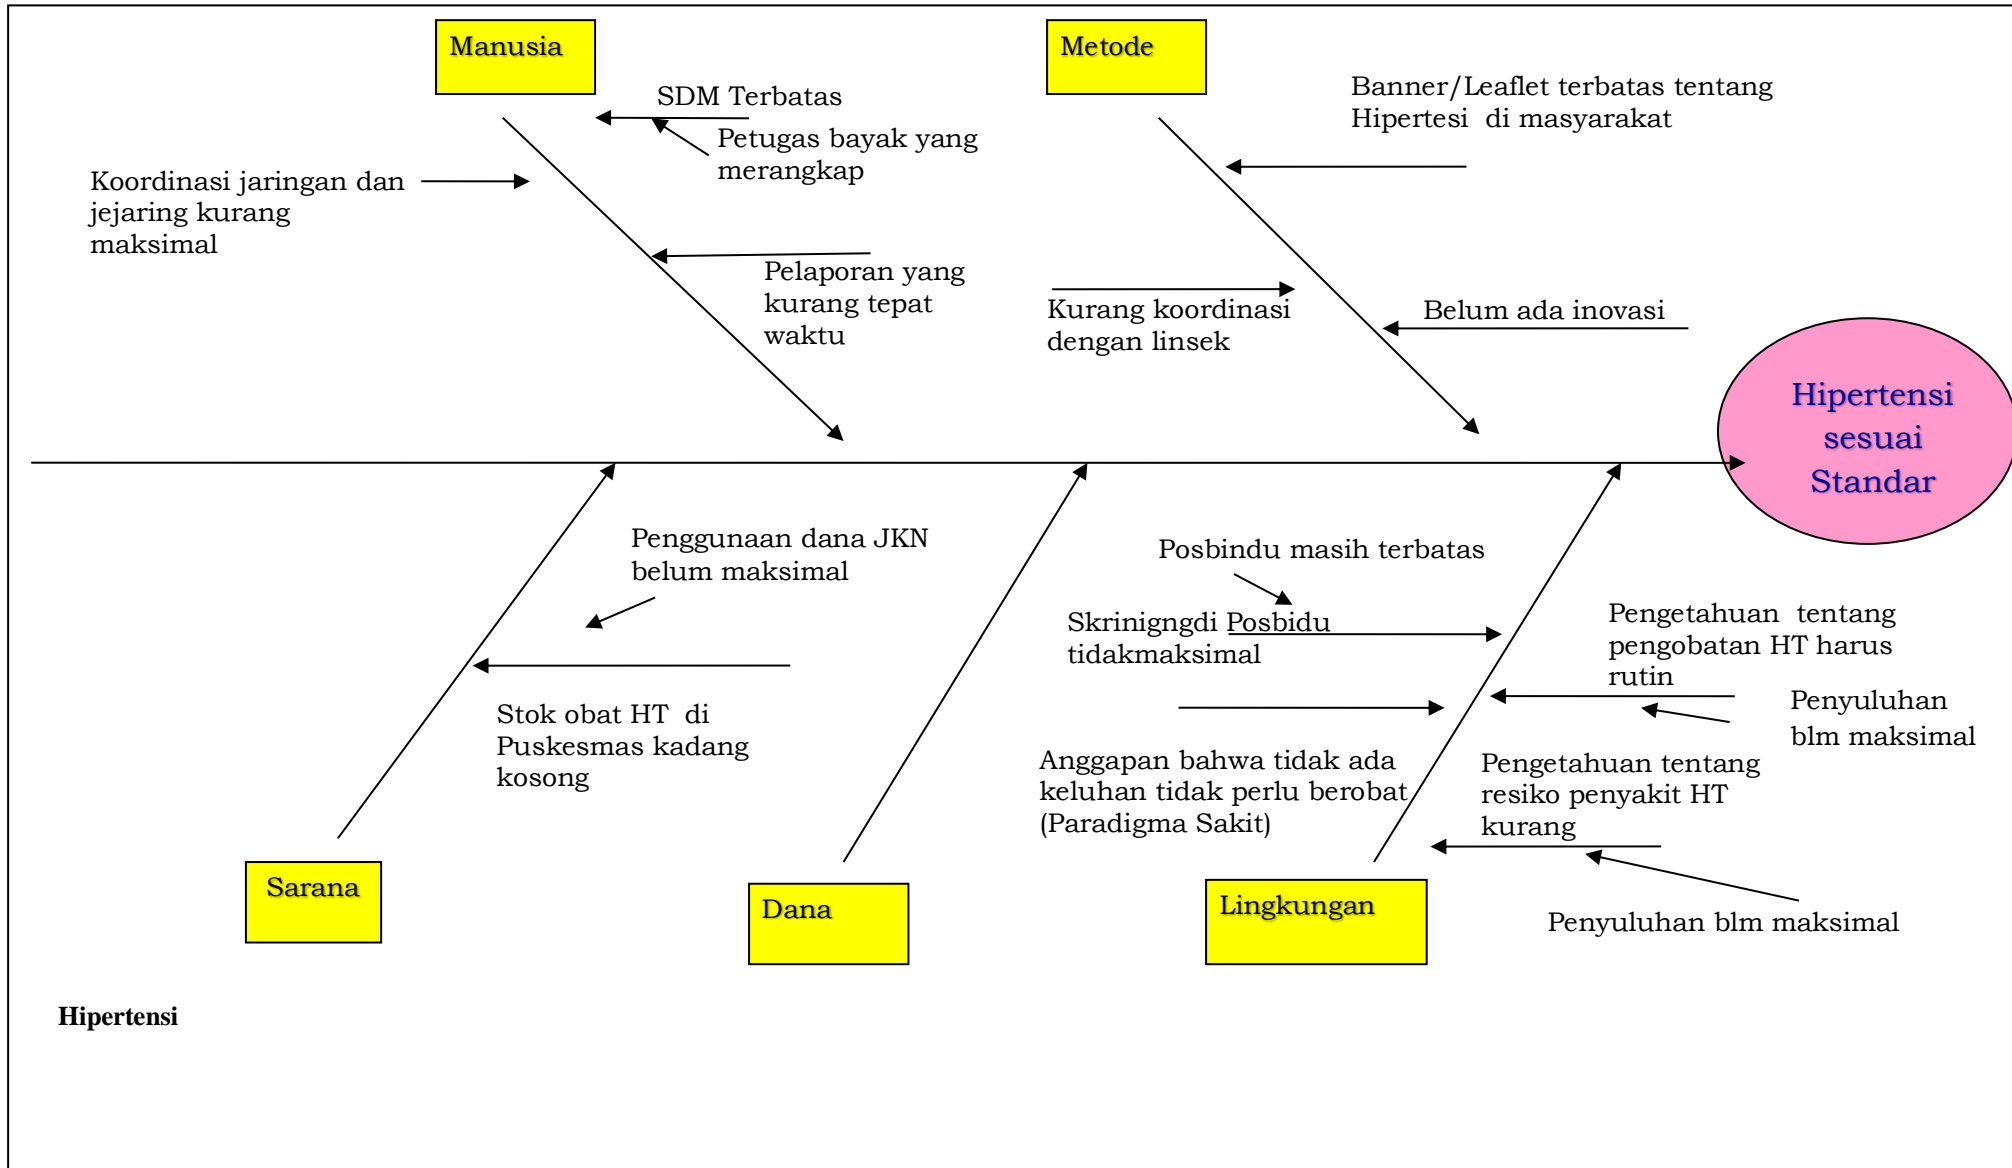 Manusia
Metode
SDM Terbatas
Petugas bayak yang
merangkap
Koordinasi jaringan dan
jejaring kurang
maksimal
Pelaporan yang
kurang tepat
waktu
Banner/Leaflet terbatas tentang
Hipertesi  di masyarakat
Kurang koordinasi
dengan linsek
Belum ada inovasi
Hipertensi
sesuai
Standar
Penggunaan dana JKN
belum maksimal
Stok obat HT  di
Puskesmas kadang
kosong
Posbindu masih terbatas
Skrinigngdi Posbidu
tidakmaksimal
Anggapan bahwa tidak ada
keluhan tidak perlu berobat
(Paradigma Sakit)
Pengetahuan  tentang
pengobatan HT harus
rutin
Penyuluhan
blm maksimal
Pengetahuan tentang
resiko penyakit HT
kurang
Penyuluhan blm maksimal
Sarana
Dana
Lingkungan
Hipertensi